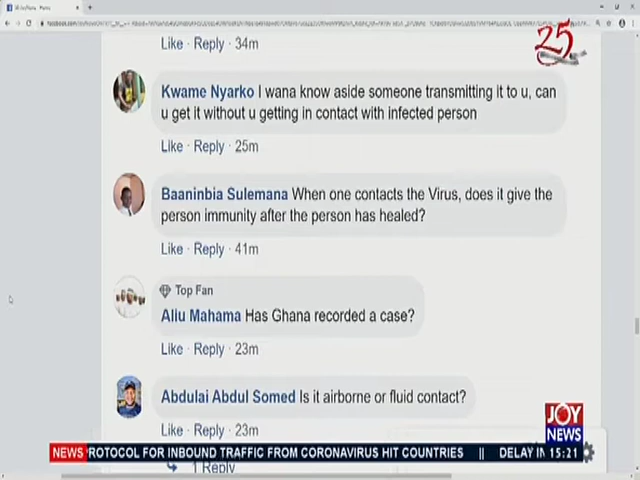 Like · Reply · 34m
25
Kwame Nyarko I wana know aside someone transmitting it to u, can
u get it without u getting in contact with infected person
Like · Reply · 25m
Baaninbia Sulemana When one contacts the Virus, does it give the
person immunity after the person has healed?
Like · Reply · 41m
Top Fan
Aliu Mahama Has Ghana recorded a case?
Like · Reply · 23m
Abdulai Abdul Somed Is it airborne or fluid contact?
Like · Reply · 23m
JOY
NEWS
NEWS ROTOCOL FOR INBOUND TRAFFIC FROM CORONAVIRUS HIT COUNTRIES || DELAY IN 15:21
1 Reply